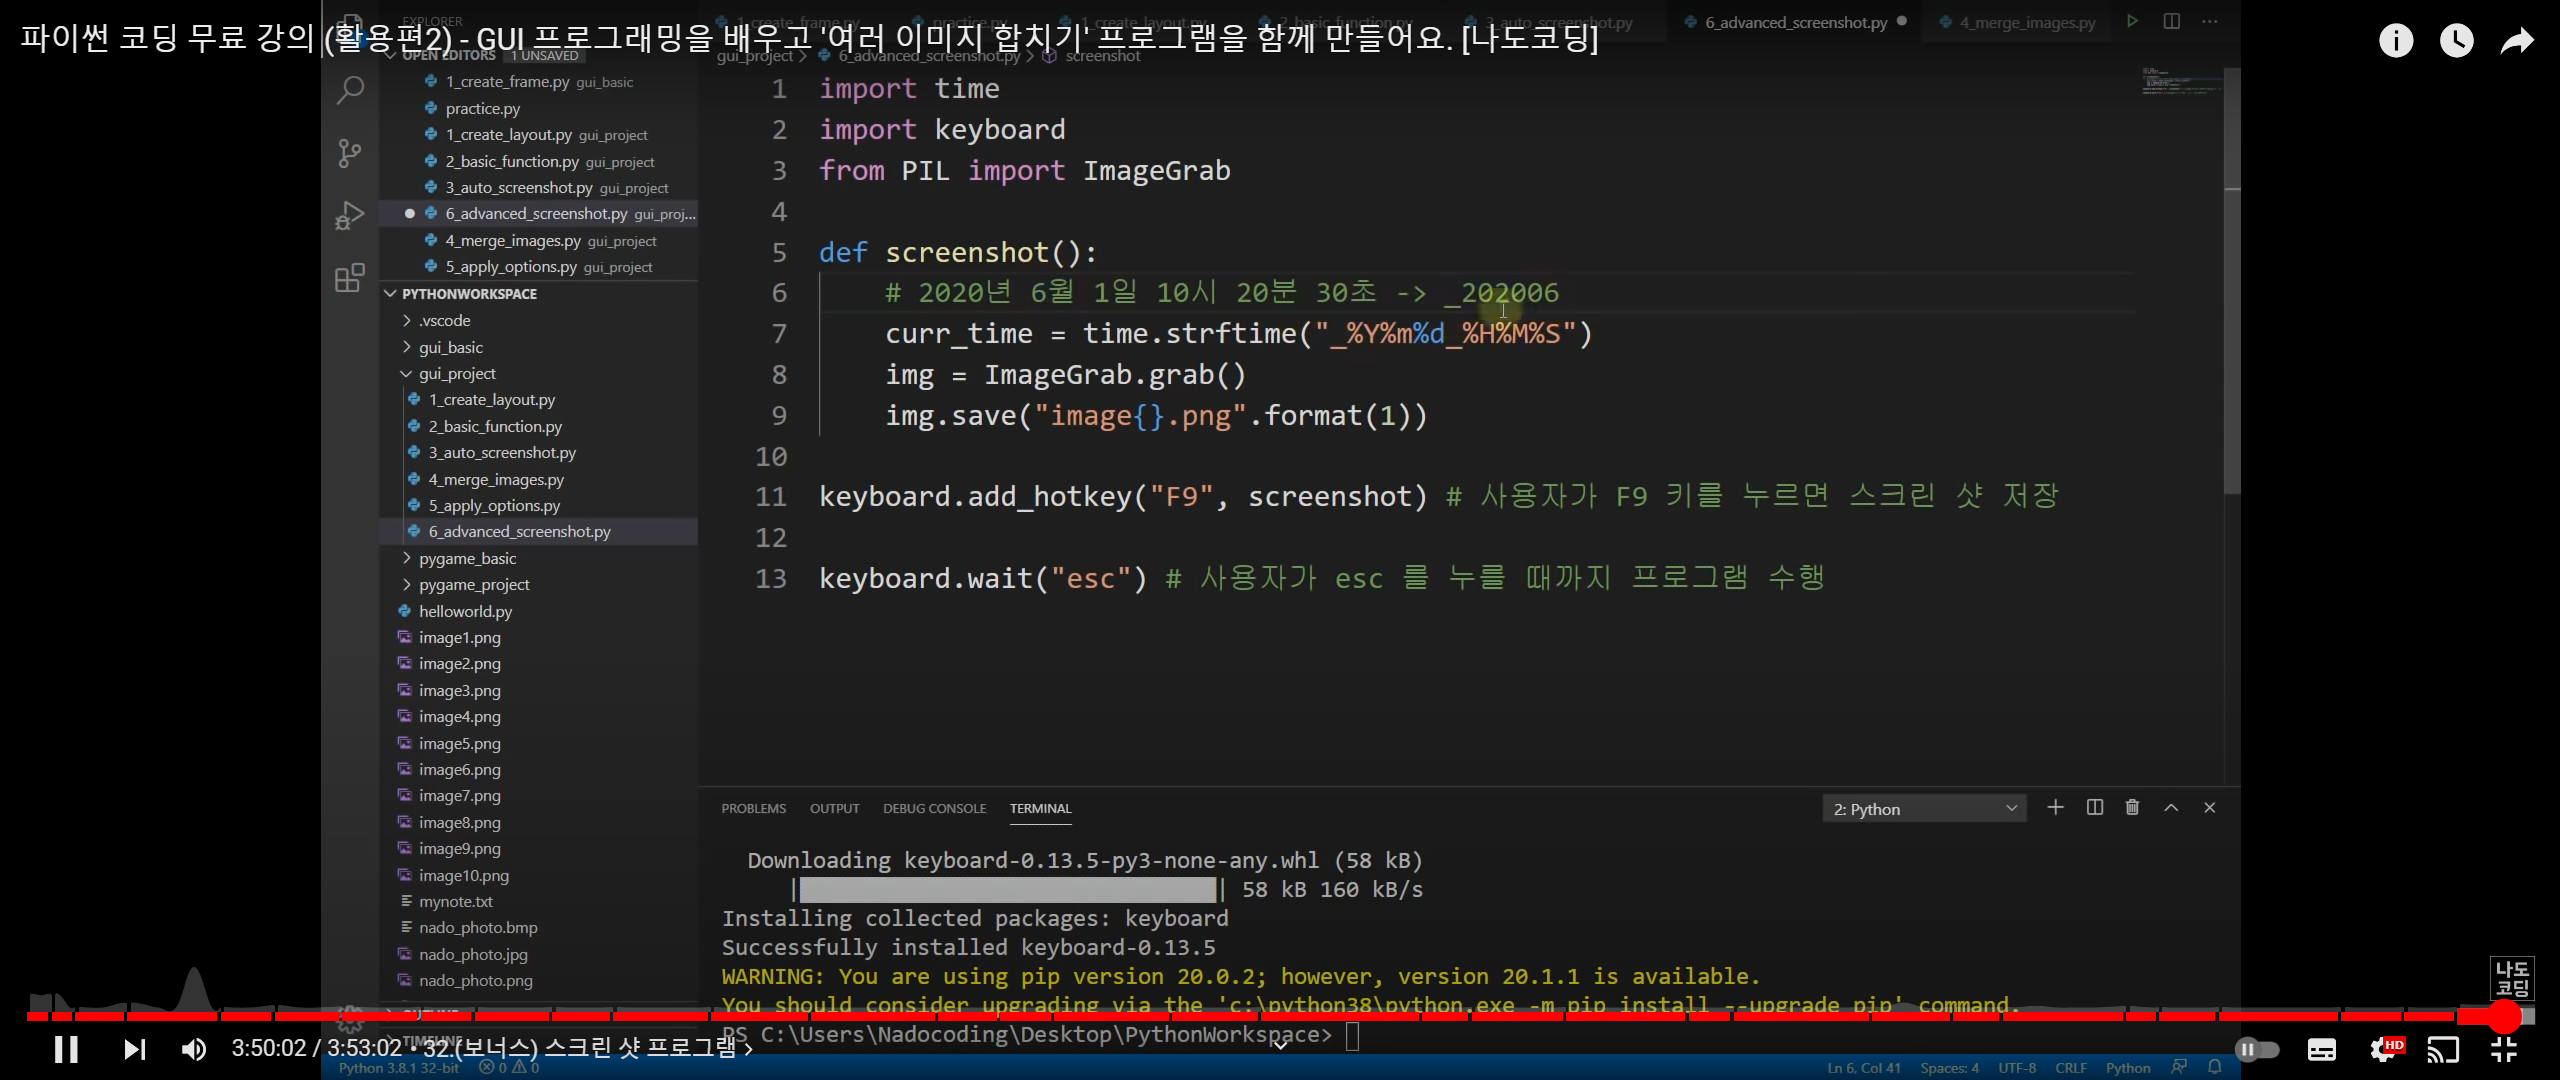 파이썬 코딩 무료 강의 (활용편2) - GUI 프로그래밍을 배우고 '여러 이미지 합치기' 프로그램을 함께 만들어요. [나도코딩]
EXPLORER
1_create_frame.py
practice.py
1_create_layout.py
2_basic_function.py
3_auto_screenshot.py
6_advanced_screenshot.py
4_merge_images.py
OPEN EDITORS 1 UNSAVED
gui_project > 6_advanced_screenshot.py > screenshot
1_create_frame.py gui_basic
practice.py
1_create_layout.py gui_project
2_basic_function.py gui_project
3_auto_screenshot.py gui_project
6_advanced_screenshot.py gui_proj...
4_merge_images.py gui_project
5_apply_options.py gui_project
PYTHONWORKSPACE
.vscode
gui_basic
gui_project
1_create_layout.py
2_basic_function.py
3_auto_screenshot.py
4_merge_images.py
5_apply_options.py
6_advanced_screenshot.py
pygame_basic
pygame_project
helloworld.py
image1.png
image2.png
image3.png
image4.png
image5.png
image6.png
image7.png
image8.png
image9.png
image10.png
mynote.txt
nado_photo.bmp
nado_photo.jpg
nado_photo.png
TIMELINE
1 import time
2 import keyboard
3 from PIL import ImageGrab
4
5 def screenshot():
6 # 2020년 6월 1일 10시 20분 30초 -> _202006
7 curr_time = time.strftime("_%Y%m%d_%H%M%S")
8 img = ImageGrab.grab()
9 img.save("image{}.png".format(1))
10
11 keyboard.add_hotkey("F9", screenshot) # 사용자가 F9 키를 누르면 스크린 샷 저장
12
13 keyboard.wait("esc") # 사용자가 esc 를 누를 때까지 프로그램 수행
PROBLEMS OUTPUT DEBUG CONSOLE TERMINAL
2: Python
Downloading keyboard-0.13.5-py3-none-any.whl (58 kB)
58 kB 160 kB/s
Installing collected packages: keyboard
Successfully installed keyboard-0.13.5
WARNING: You are using pip version 20.0.2; however, version 20.1.1 is available.
You should consider upgrading via the 'c:\python38\python.exe -m pip install --upgrade pip' command.
PS C:\Users\Nadocoding\Desktop\PythonWorkspace>
나도
코딩
3:50:02 / 3:53:02 • 32.(보너스) 스크린 샷 프로그램 >
HD
Python 3.8.1 32-bit 0 0
Ln 6, Col 41 Spaces: 4 UTF-8 CRLF Python